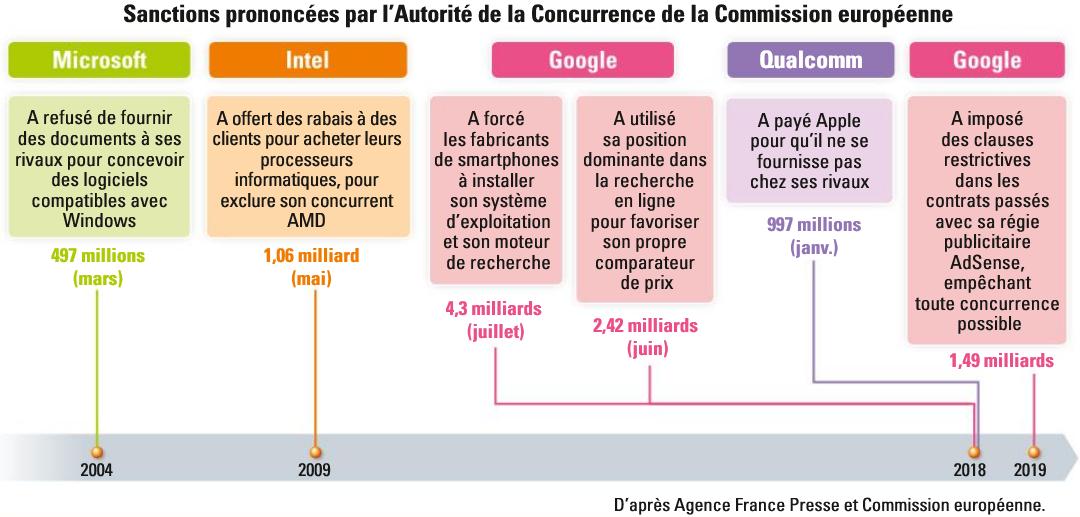 Sanctions prononcées par l’Autorité de la Concurrence de la Commission européenne
Microsoft
A refusé de fournir
des documents à ses
rivaux pour concevoir
des logiciels
compatibles avec
Windows
497 millions
(mars)
Intel
A offert des rabais à des
clients pour acheter leurs
processeurs
informatiques, pour
exclure son concurrent
AMD
1,06 milliard
(mai)
Google
A forcé
les fabricants
de smartphones
à installer
son système
d’exploitation
et son moteur
de recherche
4,3 milliards
(juillet)
A utilisé
sa position
dominante dans
la recherche
en ligne
pour favoriser
son propre
comparateur
de prix
2,42 milliards
(juin)
Qualcomm
A payé Apple
pour qu’il ne se
fournisse pas
chez ses rivaux
997 millions
(janv.)
Google
A imposé
des clauses
restrictives
dans les
contrats passés
avec sa régie
publicitaire
AdSense,
empêchant
toute concurrence
possible
1,49 milliards
2004
2009
2018
2019
D’après Agence France Presse et Commission européenne.